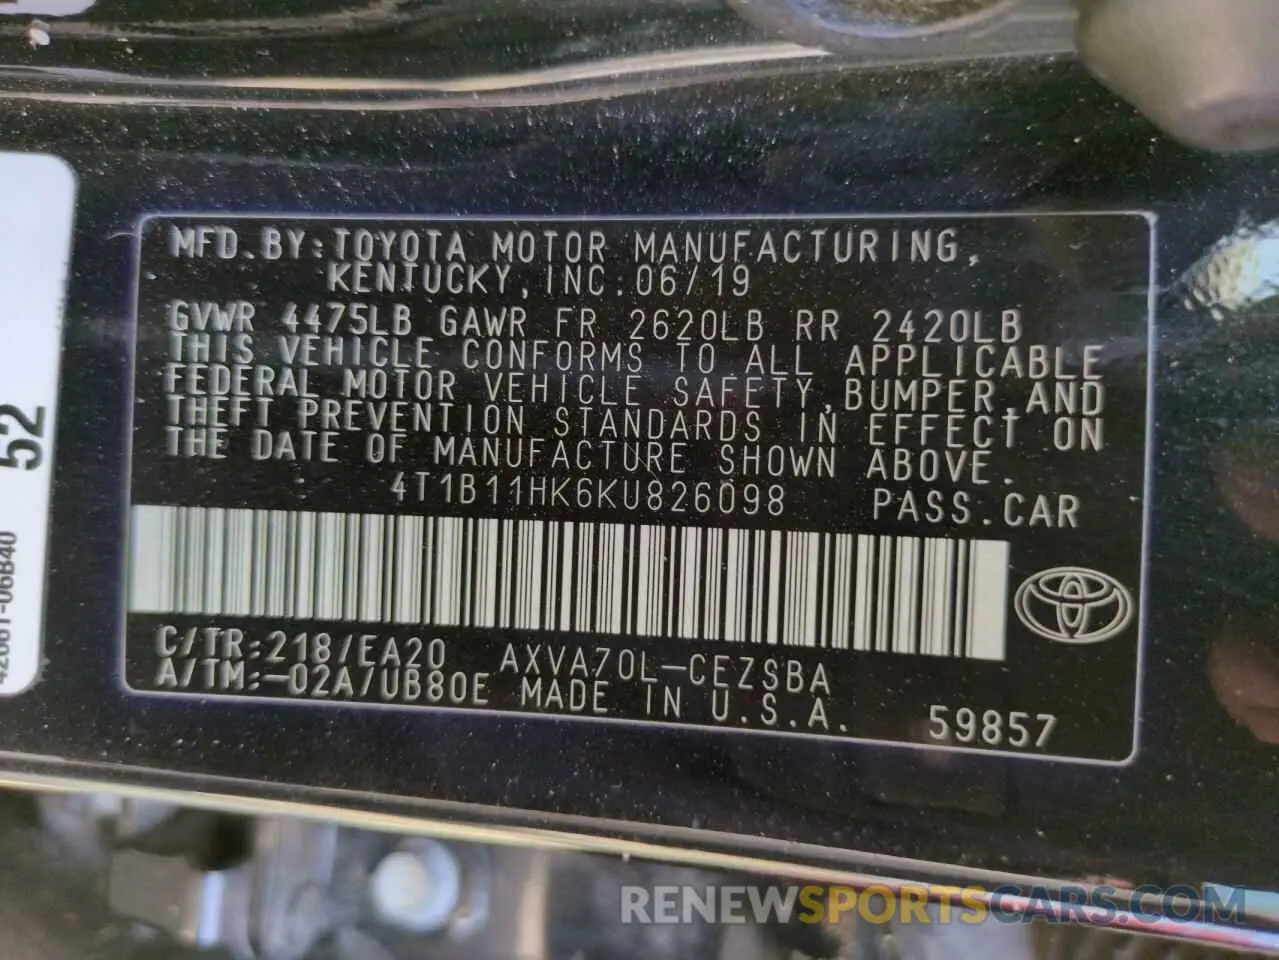 MFD. BY: TOYOTA MOTOR MANUFACTURING,
KENTUCKY, INC. 06/19
GVWR 4475LB GAWR FR 2620LB RR 2420LB
THIS VEHICLE CONFORMS TO ALL APPLICABLE
FEDERAL MOTOR VEHICLE SAFETY, BUMPER, AND
THEFT PREVENTION STANDARDS IN EFFECT ON
THE DATE OF MANUFACTURE SHOWN ABOVE.
4T1B11HK6KU826098 PASS. CAR
C/TR: 218/EA20 AXVA70L-CEZSBA
A/TM: -02A/UB80E MADE IN U.S.A. 59857
52
42661-06B40
RENEWSPORTSCARS.COM